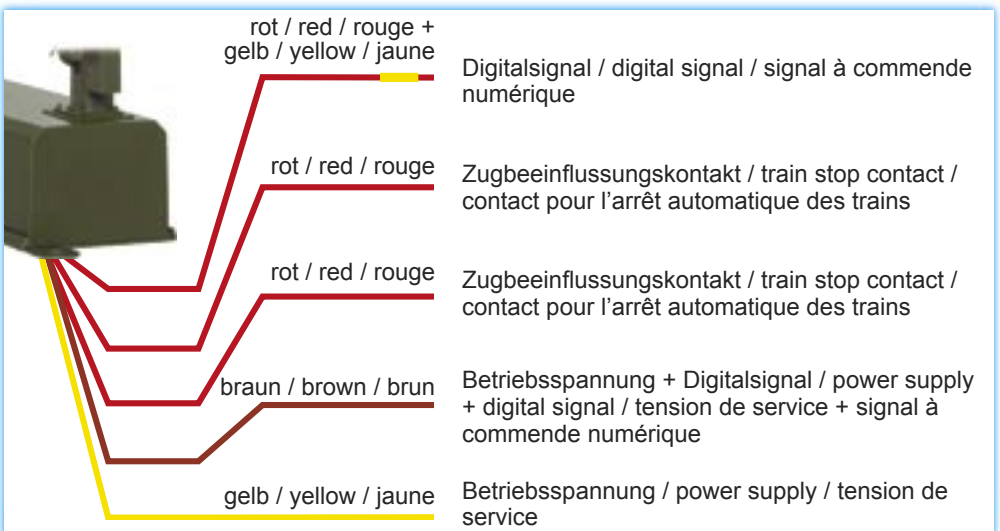 rot / red / rouge +
gelb / yellow / jaune
Digitalsignal / digital signal / signal à commende
numérique
rot / red / rouge
Zugbeeinflussungskontakt / train stop contact /
contact pour l’arrêt automatique des trains
rot / red / rouge
Zugbeeinflussungskontakt / train stop contact /
contact pour l’arrêt automatique des trains
braun / brown / brun
Betriebsspannung + Digitalsignal / power supply
+ digital signal / tension de service + signal à
commende numérique
gelb / yellow / jaune
Betriebsspannung / power supply / tension de
service